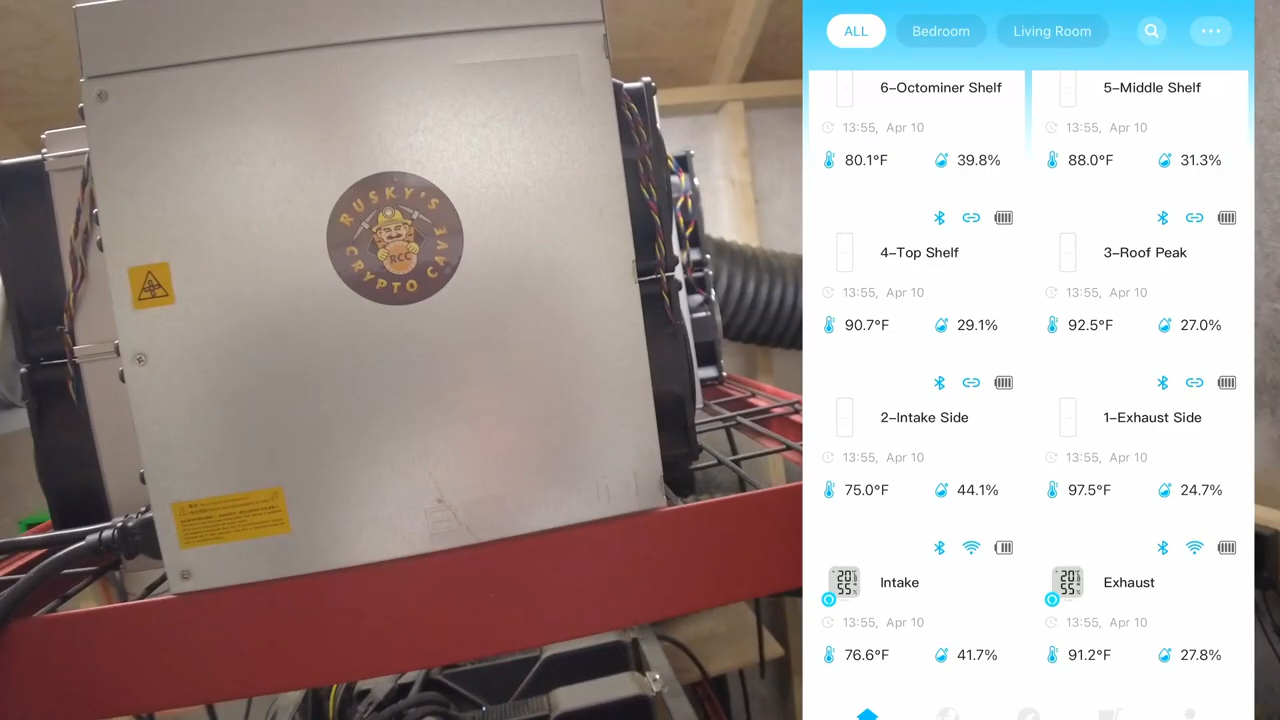 RUSKY'S
CRYPTO CAVE
RCC
ALL
Bedroom
Living Room
6-Octominer Shelf
5-Middle Shelf
13:55, Apr 10
13:55, Apr 10
80.1°F
39.8%
88.0°F
31.3%
4-Top Shelf
3-Roof Peak
13:55, Apr 10
13:55, Apr 10
90.7°F
29.1%
92.5°F
27.0%
2-Intake Side
1-Exhaust Side
13:55, Apr 10
13:55, Apr 10
75.0°F
44.1%
97.5°F
24.7%
20
55
Intake
20
55
Exhaust
13:55, Apr 10
13:55, Apr 10
76.6°F
41.7%
91.2°F
27.8%